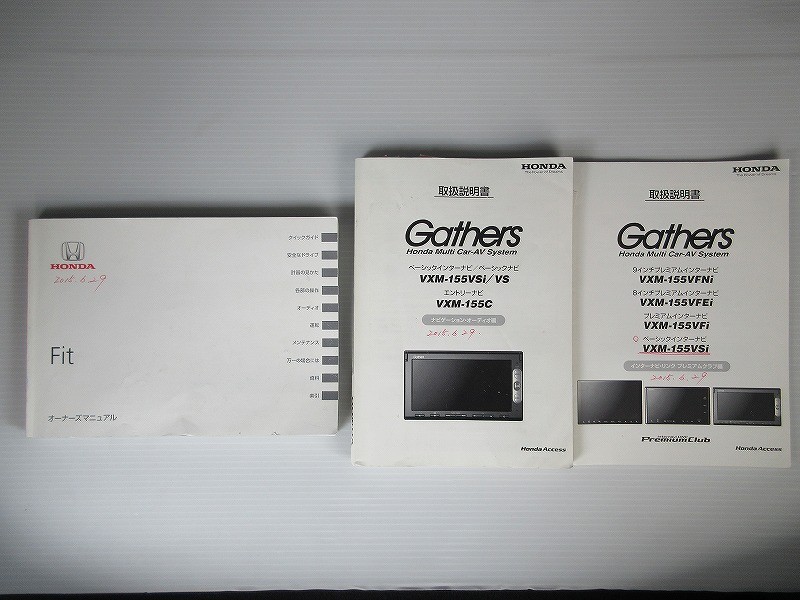 HONDA
2015.6.29
Fit
オーナーズマニュアル
クイックガイド
安全なドライブ
計器の見かた
各部の操作
オーディオ
運転
メンテナンス
万一の場合には
資料
索引
HONDA
The Power of Dreams
取扱説明書
Gathers
Honda Multi Car-AV System
ベーシックインターナビ/ベーシックナビ
VXM-155VSi/VS
エントリーナビ
VXM-155C
ナビゲーション・オーディオ編
2015.6.29.
Honda Access
HONDA
The Power of Dreams
取扱説明書
Gathers
Honda Multi Car-AV System
9インチプレミアムインターナビ
VXM-155VFNi
8インチプレミアムインターナビ
VXM-155VFEi
プレミアムインターナビ
VXM-155VFi
ベーシックインターナビ
VXM-155VSi
インターナビ・リンク プレミアムクラブ編
2015.6.29
PremiumClub
Honda Access